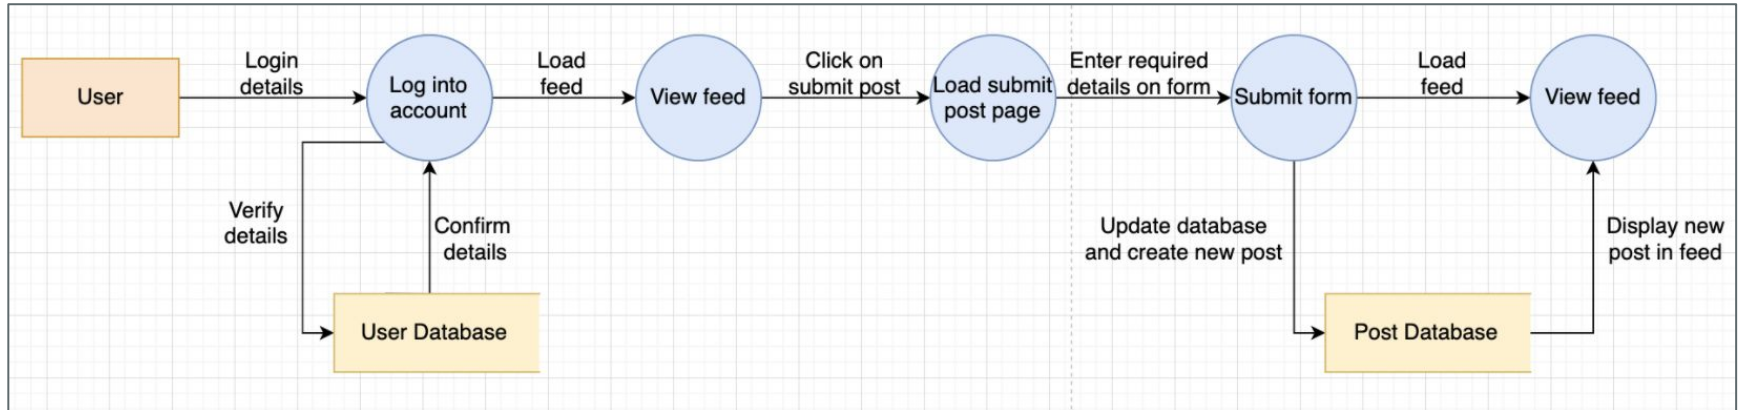 User
Login
details
Log into
account
Load
feed
View feed
Click on
submit post
Load submit
post page
Enter required
details on form
Submit form
Load
feed
View feed
Verify
details
Confirm
details
User Database
Update database
and create new post
Post Database
Display new
post in feed